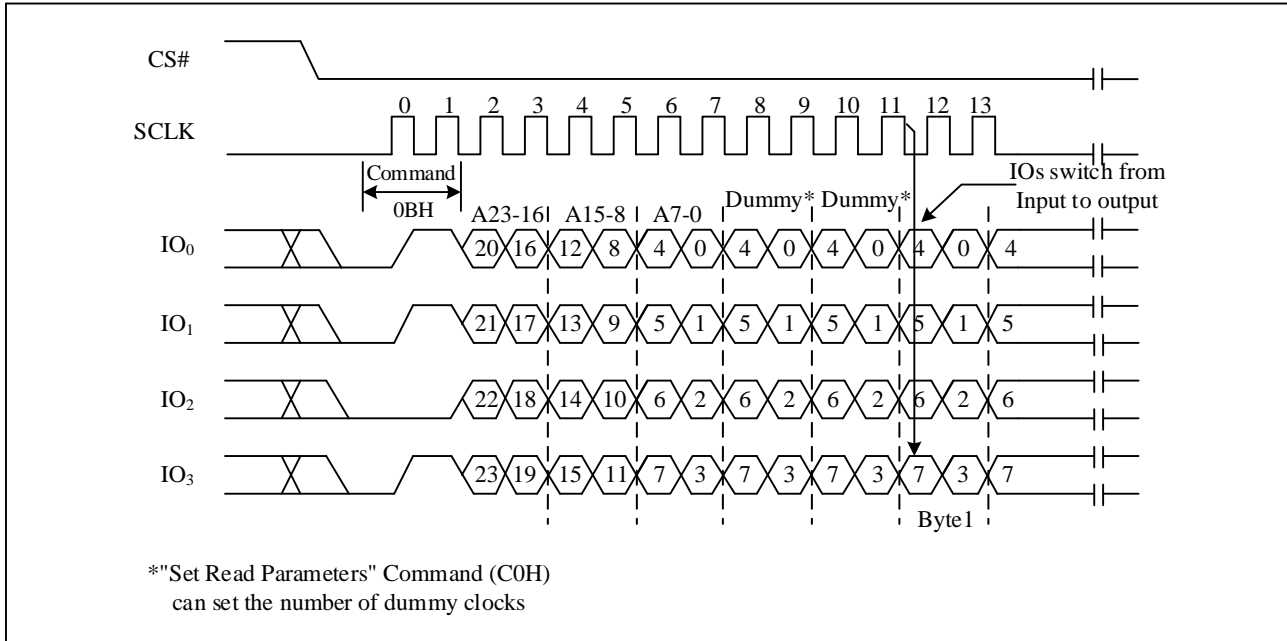 CS#
0 1 2 3 4 5 6 7 8 9 10 11 12 13
SCLK
Command
IOs switch from
Input to output
0BH
Dummy* Dummy*
A23-16 A15-8 A7-0
IO0 20 16 12 8 4 0 4 0 4 0 4 0 4
IO1 21 17 13 9 5 1 5 1 5 1 5 1 5
IO2 22 18 14 10 6 2 6 2 6 2 6 2 6
IO3 23 19 15 11 7 3 7 3 7 3 7 3 7
Byte1
*"Set Read Parameters" Command (C0H)
can set the number of dummy clocks